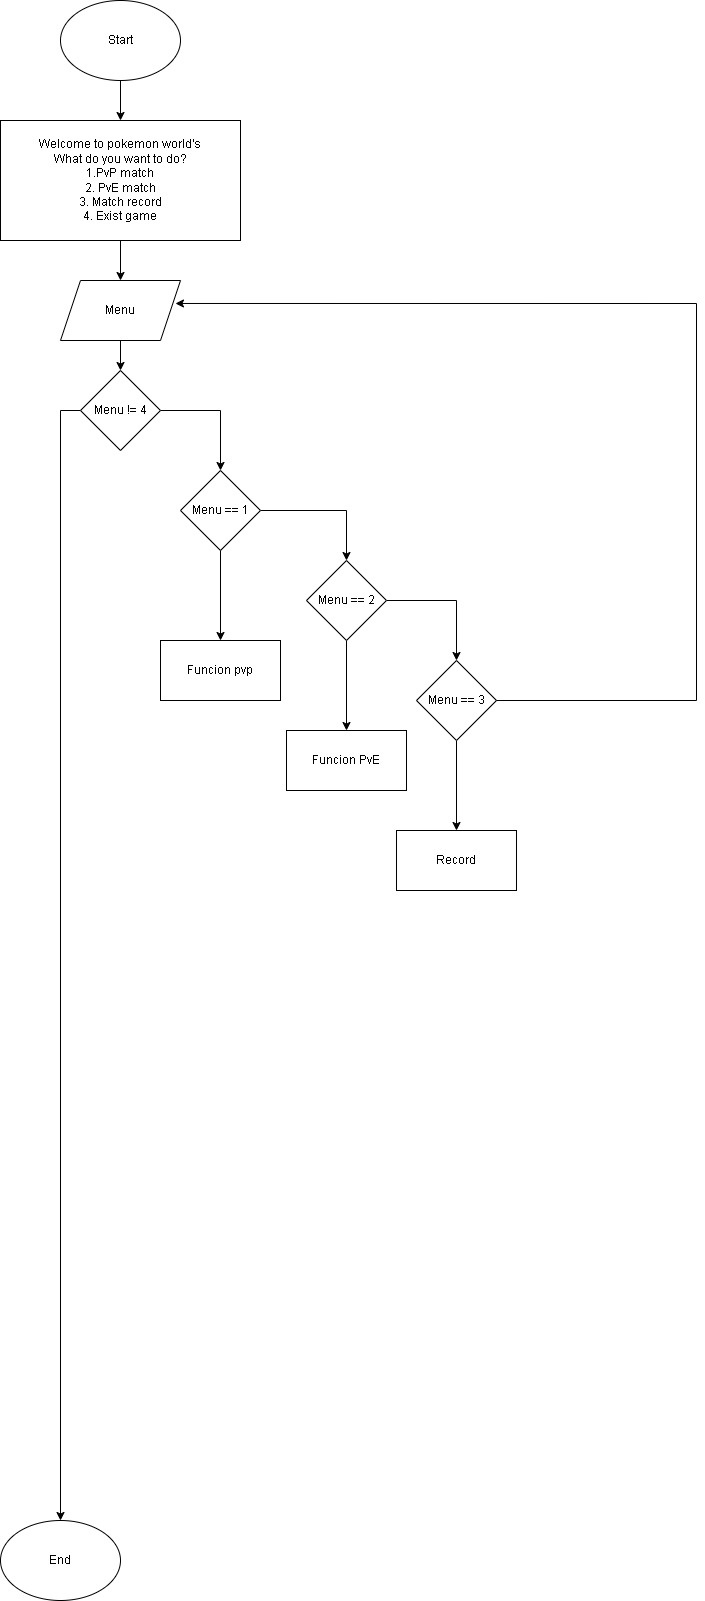 Start
Welcome to pokemon world's
What do you want to do?
1.PvP match
2. PvE match
3. Match record
4. Exist game
Menu
Menu != 4
Menu == 1
Menu == 2
Funcion pvp
Menu == 3
Funcion PvE
Record
End